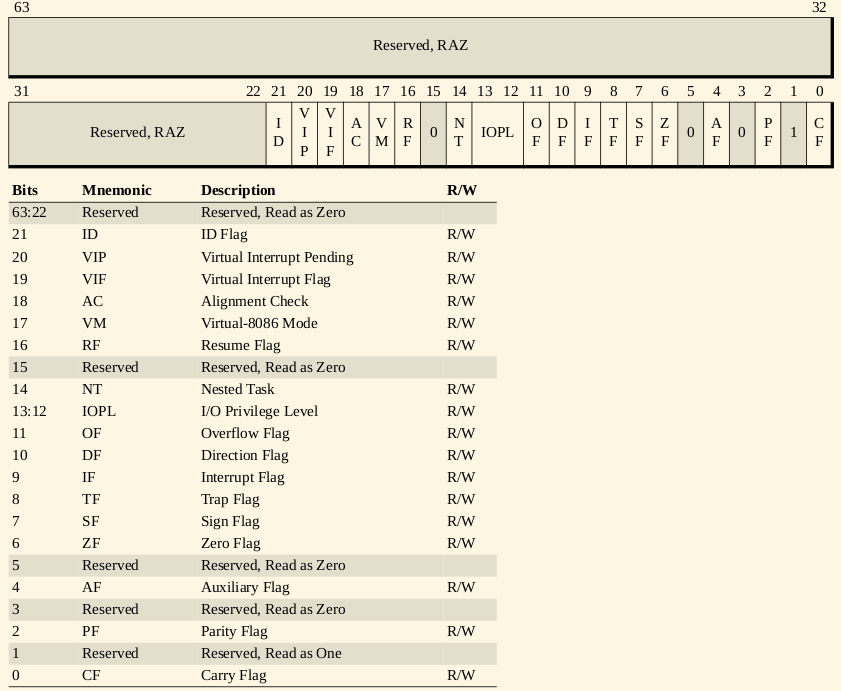 63 32
Reserved, RAZ
31 22 21 20 19 18 17 16 15 14 13 12 11 10 9 8 7 6 5 4 3 2 1 0
Reserved, RAZ ID VIP VIF AC VM RF 0 NT IOPL OF DF IF TF SF ZF 0 AF 0 PF 1 CF
Bits Mnemonic Description R/W
63:22 Reserved Reserved, Read as Zero
21 ID ID Flag R/W
20 VIP Virtual Interrupt Pending R/W
19 VIF Virtual Interrupt Flag R/W
18 AC Alignment Check R/W
17 VM Virtual-8086 Mode R/W
16 RF Resume Flag R/W
15 Reserved Reserved, Read as Zero
14 NT Nested Task R/W
13:12 IOPL I/O Privilege Level R/W
11 OF Overflow Flag R/W
10 DF Direction Flag R/W
9 IF Interrupt Flag R/W
8 TF Trap Flag R/W
7 SF Sign Flag R/W
6 ZF Zero Flag R/W
5 Reserved Reserved, Read as Zero
4 AF Auxiliary Flag R/W
3 Reserved Reserved, Read as Zero
2 PF Parity Flag R/W
1 Reserved Reserved, Read as One
0 CF Carry Flag R/W